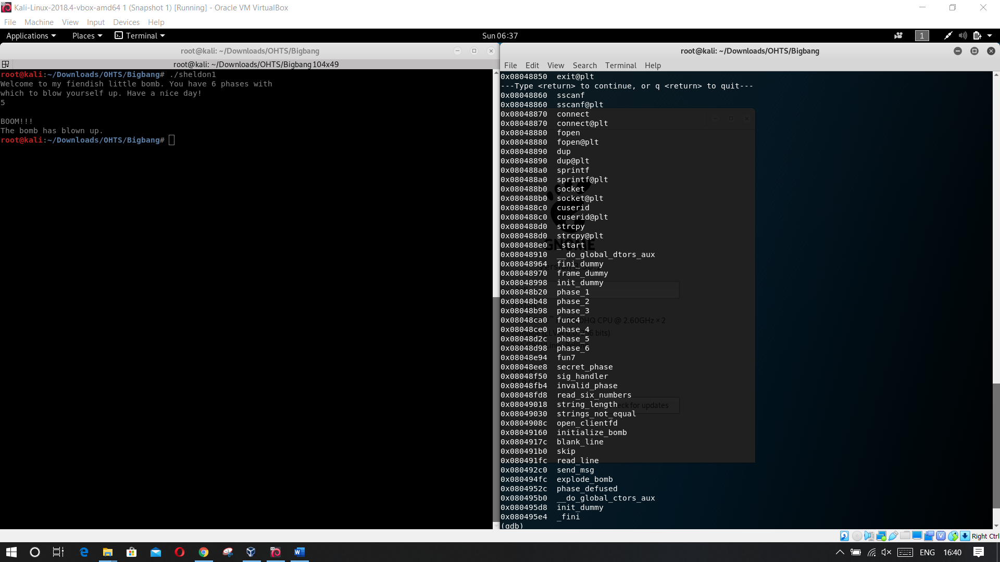 Kali-Linux-2018.4-vbox-amd64 1 (Snapshot 1) [Running] - Oracle VM VirtualBox
File Machine View Input Devices Help
Applications Places Terminal Sun 06:37 1
root@kali: ~/Downloads/OHTS/Bigbang
root@kali: ~/Downloads/OHTS/Bigbang 104x49
root@kali:~/Downloads/OHTS/Bigbang# ./sheldon1
Welcome to my fiendish little bomb. You have 6 phases with
which to blow yourself up. Have a nice day!
5
BOOM!!!
The bomb has blown up.
root@kali:~/Downloads/OHTS/Bigbang#
root@kali: ~/Downloads/OHTS/Bigbang
File Edit View Search Terminal Help
0x08048850 exit@plt
---Type <return> to continue, or q <return> to quit---
0x08048860 sscanf
0x08048860 sscanf@plt
0x08048870 connect
0x08048870 connect@plt
0x08048880 fopen
0x08048880 fopen@plt
0x08048890 dup
0x08048890 dup@plt
0x080488a0 sprintf
0x080488a0 sprintf@plt
0x080488b0 socket
0x080488b0 socket@plt
0x080488c0 cuserid
0x080488c0 cuserid@plt
0x080488d0 strcpy
0x080488d0 strcpy@plt
0x080488e0 _start
0x08048910 __do_global_dtors_aux
0x08048964 fini_dummy
0x08048970 frame_dummy
0x08048998 init_dummy
0x08048b20 phase_1
0x08048b48 phase_2
0x08048b98 phase_3
0x08048ca0 func4
0x08048ce0 phase_4
0x08048d2c phase_5
0x08048d98 phase_6
0x08048e94 fun7
0x08048ee8 secret_phase
0x08048f50 sig_handler
0x08048fb4 invalid_phase
0x08048fd8 read_six_numbers
0x08049018 string_length
0x08049030 strings_not_equal
0x0804908c open_clientfd
0x08049160 initialize_bomb
0x0804917c blank_line
0x080491b0 skip
0x080491fc read_line
0x080492c0 send_msg
0x080494fc explode_bomb
0x0804952c phase_defused
0x080495b0 __do_global_ctors_aux
0x080495d8 init_dummy
0x080495e4 _fini
(gdb)
GNOME
CPU @ 2.60GHz × 2
bits)
for updates
Right Ctrl
ENG 16:40